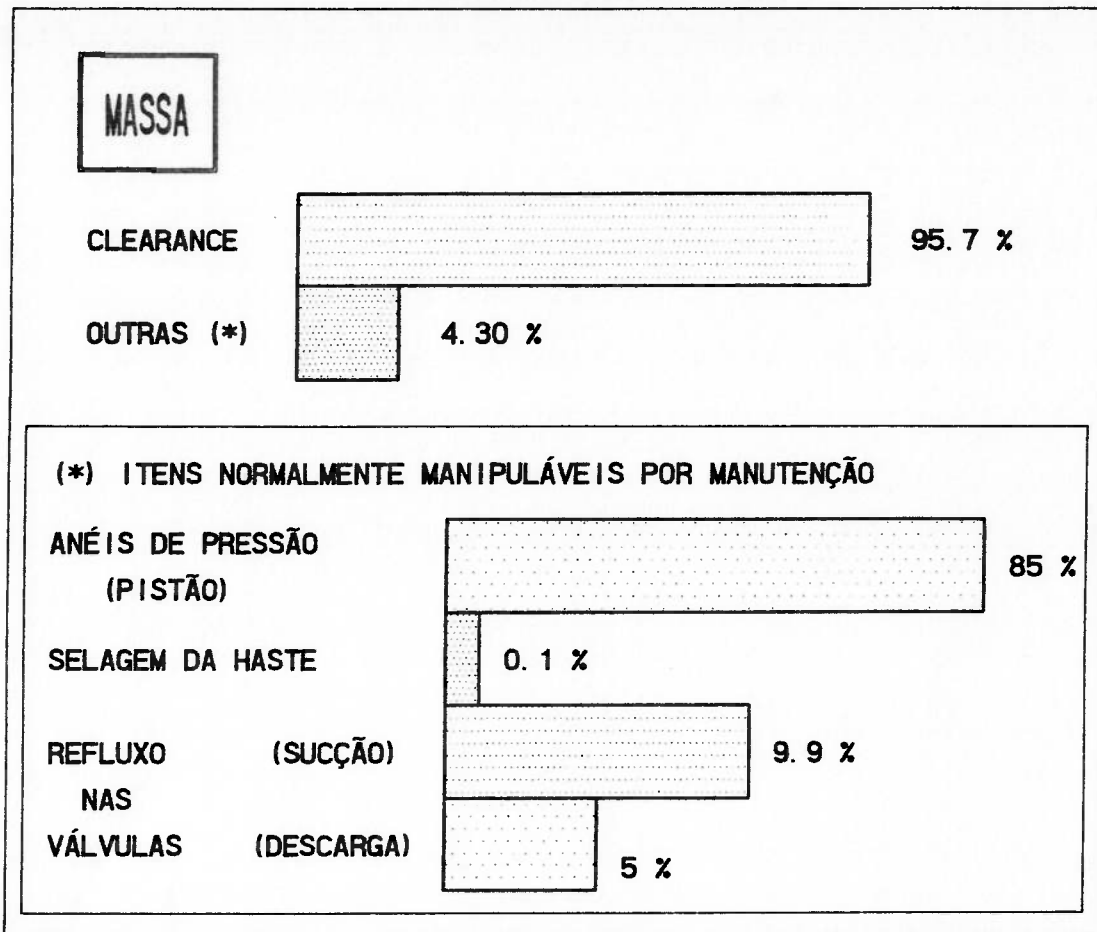 MASSA
CLEARANCE 95.7 %
OUTRAS (*) 4.30 %
(*) ITENS NORMALMENTE MANIPULÁVEIS POR MANUTENÇÃO
ANÉIS DE PRESSÃO
(PISTÃO) 85 %
SELAGEM DA HASTE 0.1 %
REFLUXO (SUCÇÃO) 9.9 %
NAS
VÁLVULAS (DESCARGA) 5 %